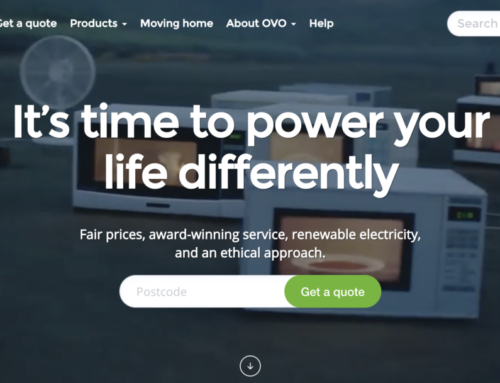 Get a quote Products Moving home About OVO Help Search
It's time to power your
life differently
Fair prices, award-winning service, renewable electricity,
and an ethical approach.
Postcode Get a quote